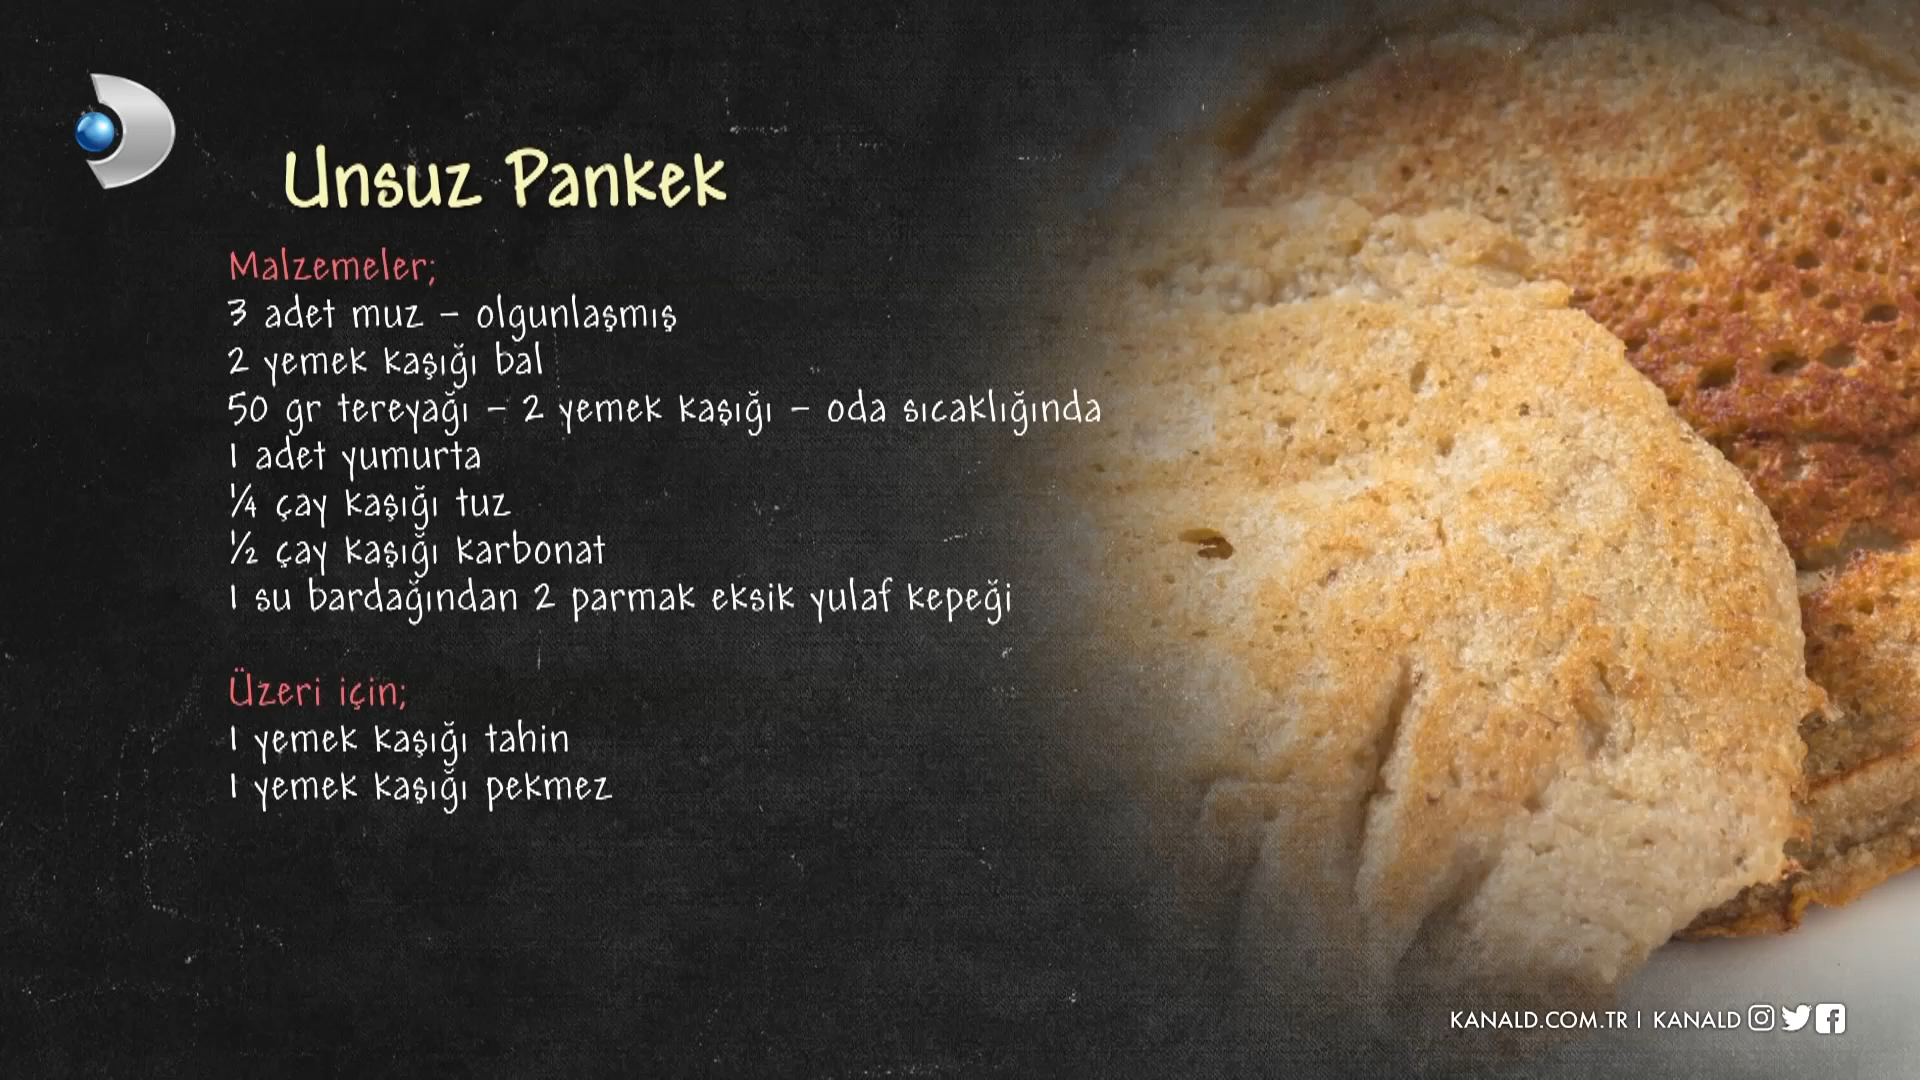 Unsuz Pankek
Malzemeler;
3 adet muz - olgunlaşmış
2 yemek kaşığı bal
50 gr tereyağı - 2 yemek kaşığı - oda sıcaklığında
1 adet yumurta
¼ çay kaşığı tuz
½ çay kaşığı karbonat
1 su bardağından 2 parmak eksik yulaf kepeği
Üzeri için;
1 yemek kaşığı tahin
1 yemek kaşığı pekmez
KANALD.COM.TR | KANALD